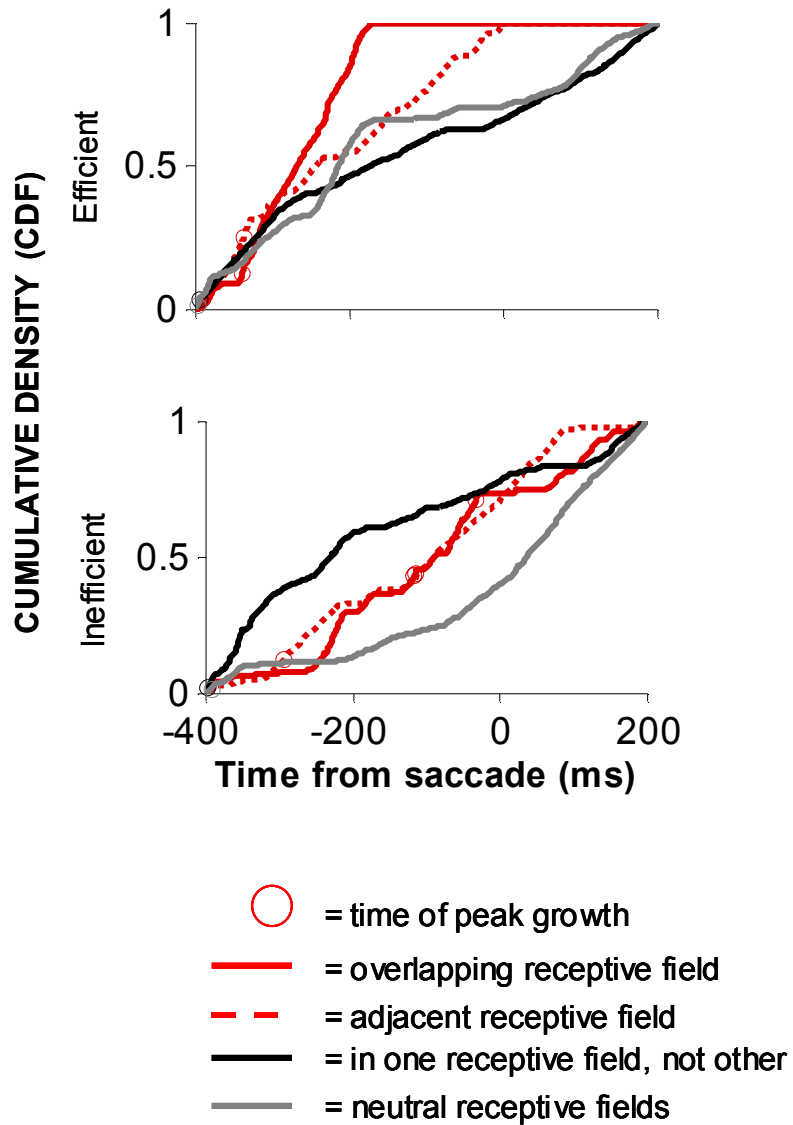 CUMULATIVE DENSITY (CDF)
Efficient
1
0.5
0
Inefficient
1
0.5
0
-400 -200 0 200
Time from saccade (ms)
= time of peak growth
= overlapping receptive field
= adjacent receptive field
= in one receptive field, not other
= neutral receptive fields